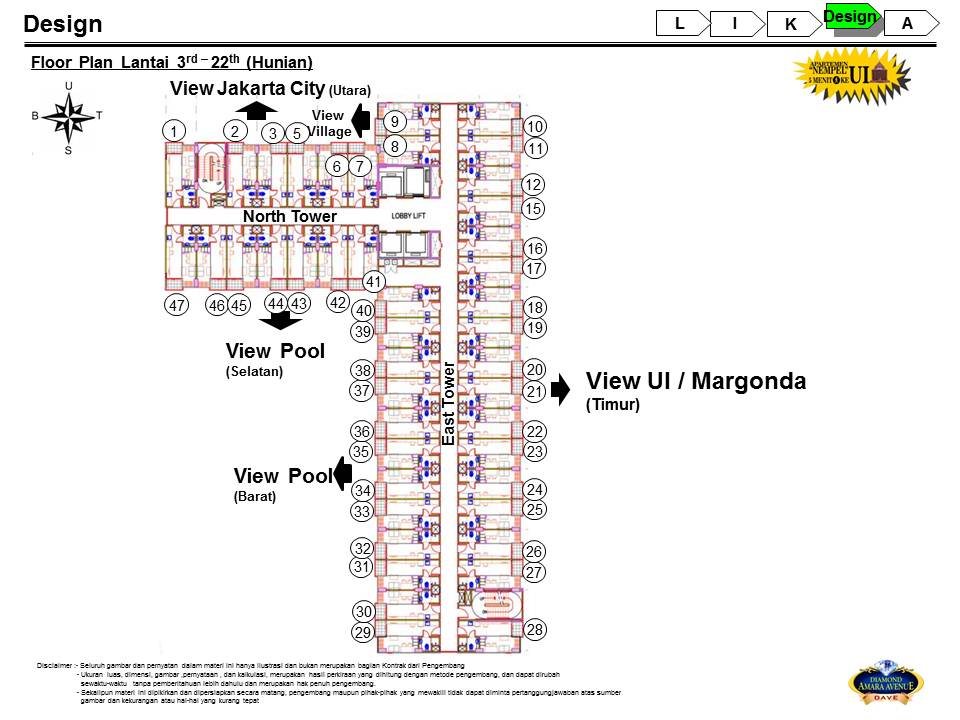 Design
L
I
K
Design
A
Floor Plan Lantai 3rd – 22th (Hunian)
APARTEMEN
"NEMPEL" UI
5 MENIT KE
U
B T
S
View Jakarta City (Utara)
View
Village
1 2 3 5
6 7
9
8
10
11
12
15
North Tower
LOBBY LIFT
16
17
41
47 46 45 44 43 42
40
39
18
19
View Pool
(Selatan)
38
37
20
21
East Tower
View UI / Margonda
(Timur)
36
35
22
23
View Pool
(Barat)
34
33
24
25
32
31
26
27
30
29
28
Disclaimer :- Seluruh gambar dan pernyatan dalam materi ini hanya ilustrasi dan bukan merupakan bagian Kontrak dari Pengembang
- Ukuran luas, dimensi, gambar ,pernyataan , dan kalkulasi, merupakan hasil perkiraan yang dihitung dengan metode pengembang, dan dapat dirubah
sewaktu-waktu tanpa pemberitahuan lebih dahulu dan merupakan hak penuh pengembang.
- Sekalipun materi ini dipikirkan dan dipersiapkan secara matang, pengembang maupun pihak-pihak yang mewakili tidak dapat diminta pertanggungjawaban atas sumber
gambar dan kekurangan atau hal-hal yang kurang tepat
DIAMOND
AMARA AVENUE
DAVE